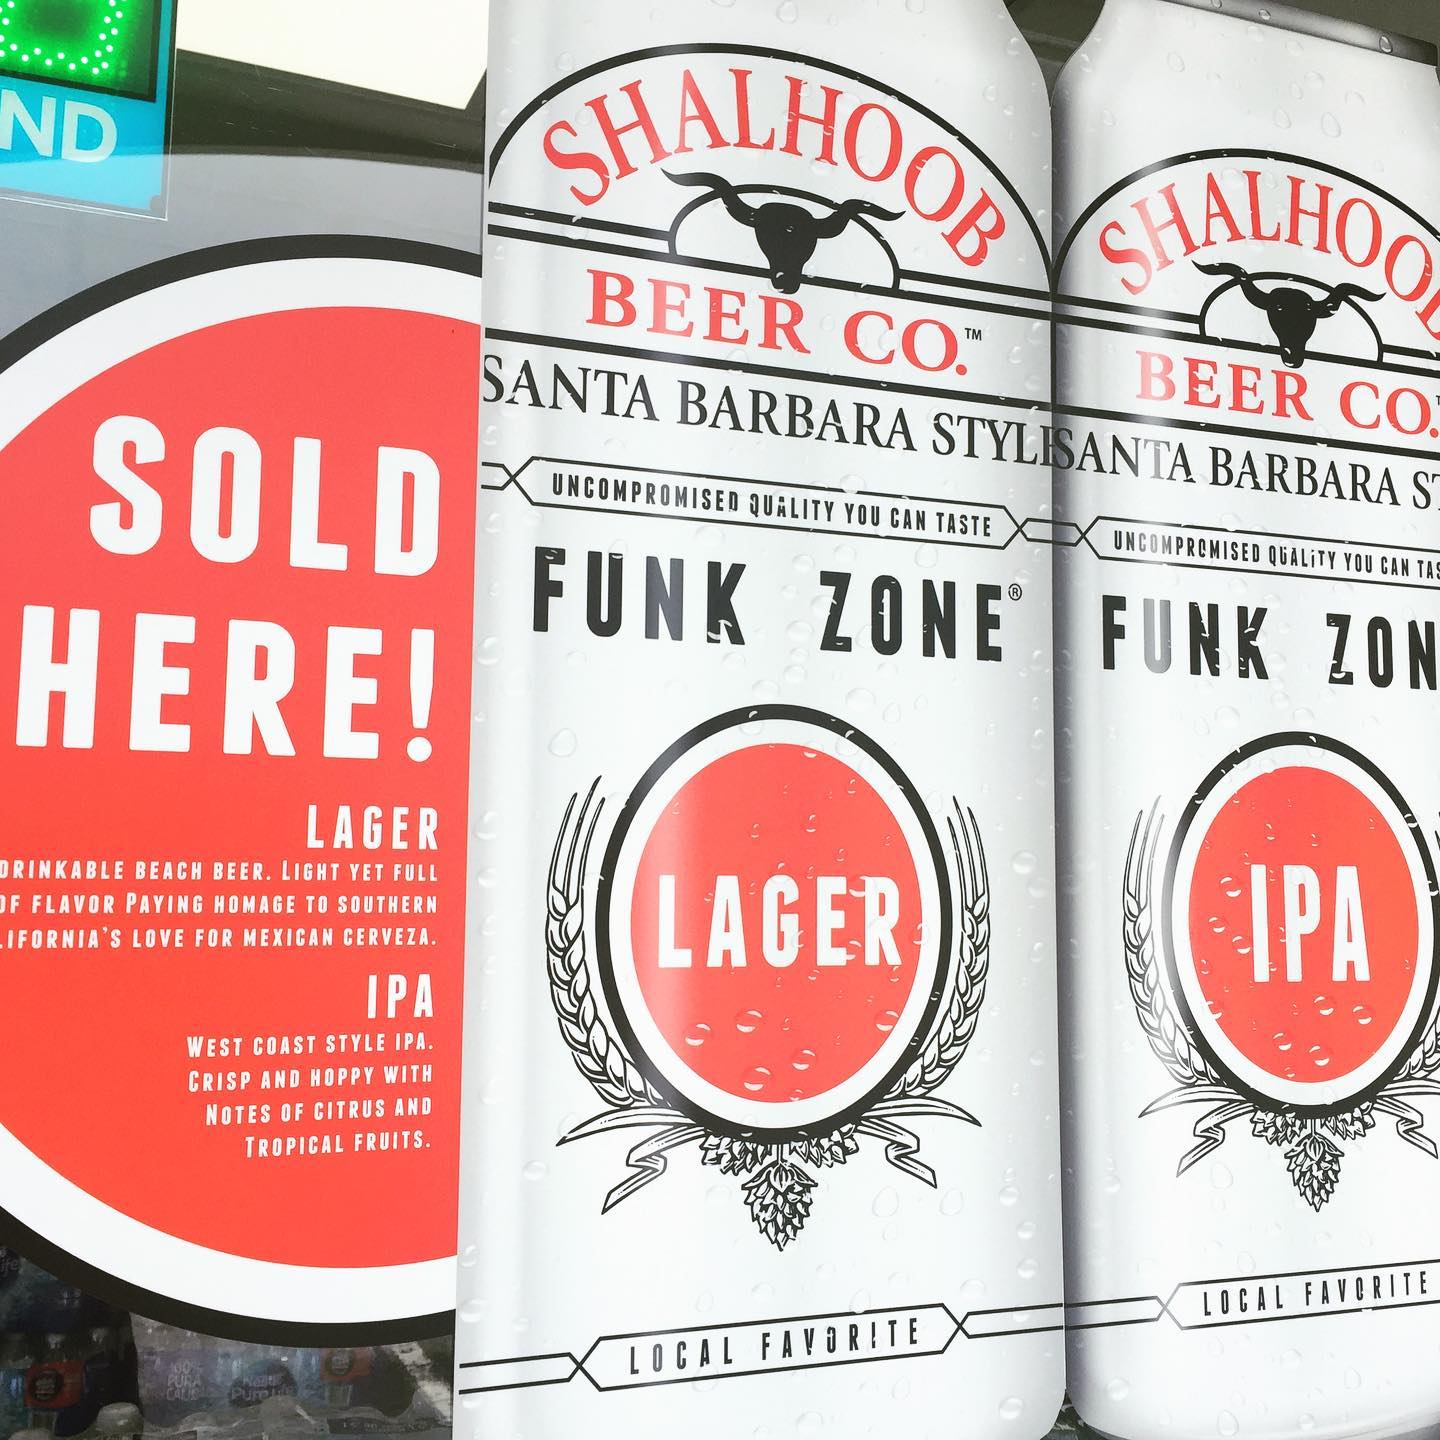 ND
SOLD
HERE!
LAGER
DRINKABLE BEACH BEER. LIGHT YET FULL
OF FLAVOR PAYING HOMAGE TO SOUTHERN
LIFORNIA'S LOVE FOR MEXICAN CERVEZA.
IPA
WEST COAST STYLE IPA.
CRISP AND HOPPY WITH
NOTES OF CITRUS AND
TROPICAL FRUITS.
SHALHOOB
BEER CO.™
SANTA BARBARA STYLE
UNCOMPROMISED QUALITY YOU CAN TASTE
FUNK ZONE®
LAGER
LOCAL FAVORITE
SHALHOOB
BEER CO.
SANTA BARBARA ST
UNCOMPROMISED QUALITY YOU CAN TAS
FUNK ZON
IPA
LOCAL FAVORITE